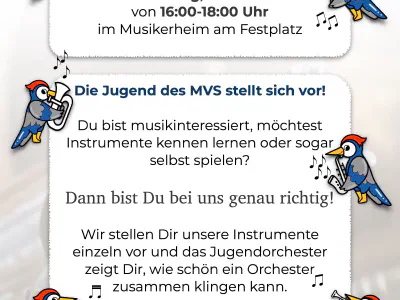 von 16:00-18:00 Uhr
im Musikerheim am Festplatz
Die Jugend des MVS stellt sich vor!
Du bist musikinteressiert, möchtest
Instrumente kennen lernen oder sogar
selbst spielen?
Dann bist Du bei uns genau richtig!
Wir stellen Dir unsere Instrumente
einzeln vor und das Jugendorchester
zeigt Dir, wie schön ein Orchester
zusammen klingen kann.